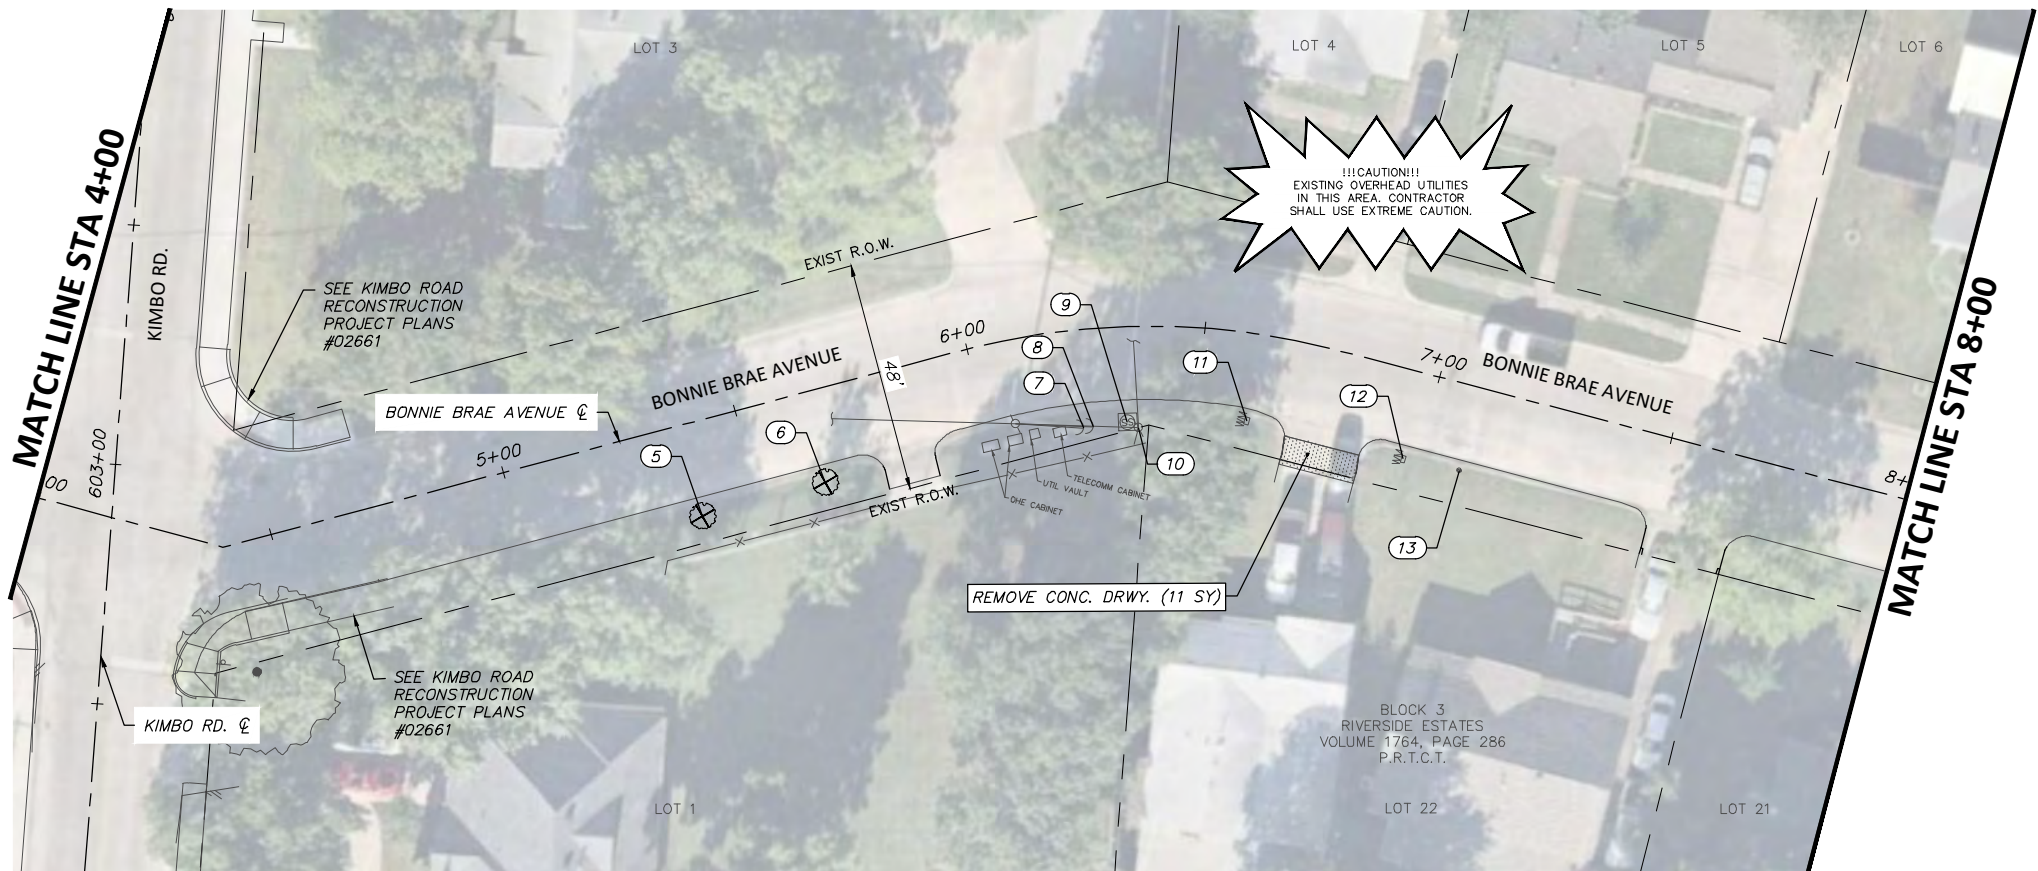 LOT 3
LOT 4
LOT 5
LOT 6
MATCH LINE STA 4+00
KIMBO RD.
603+00
00
SEE KIMBO ROAD
RECONSTRUCTION
PROJECT PLANS
#02661
!!!CAUTION!!!
EXISTING OVERHEAD UTILITIES
IN THIS AREA. CONTRACTOR
SHALL USE EXTREME CAUTION.
EXIST R.O.W.
48'
BONNIE BRAE AVENUE
BONNIE BRAE AVENUE ℄
5+00
6+00
7+00
BONNIE BRAE AVENUE
8+
MATCH LINE STA 8+00
5
6
7
8
9
10
11
12
13
EXIST R.O.W.
OHE CABINET
UTIL VAULT
TELECOMM CABINET
REMOVE CONC. DRWY. (11 SY)
SEE KIMBO ROAD
RECONSTRUCTION
PROJECT PLANS
#02661
KIMBO RD. ℄
BLOCK 3
RIVERSIDE ESTATES
VOLUME 1764, PAGE 286
P.R.T.C.T.
LOT 1
LOT 22
LOT 21